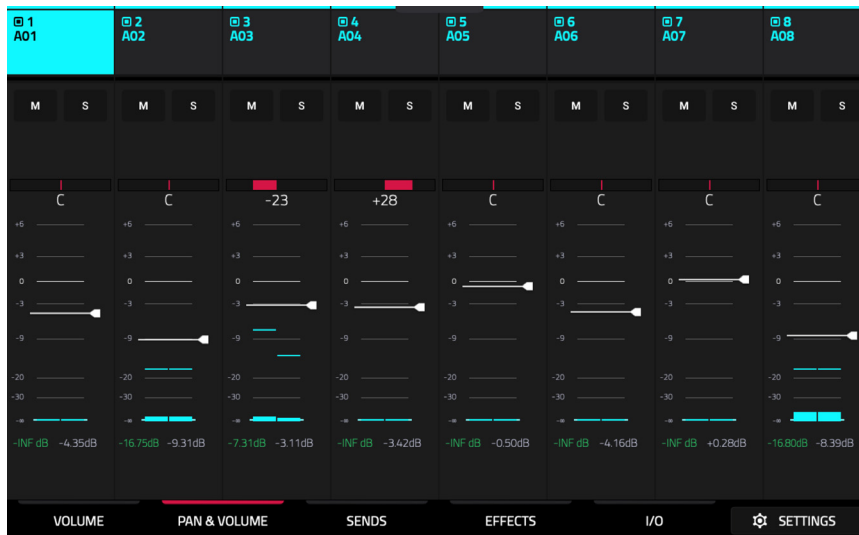 1 2 3 4 5 6 7 8
A01 A02 A03 A04 A05 A06 A07 A08
M S M S M S M S M S M S M S M S
C C -23 +28 C C C C
+6 +6 +6 +6 +6 +6 +6 +6
+3 +3 +3 +3 +3 +3 +3 +3
0 0 0 0 0 0 0 0
-3 -3 -3 -3 -3 -3 -3 -3
-9 -9 -9 -9 -9 -9 -9 -9
-20 -20 -20 -20 -20 -20 -20 -20
-30 -30 -30 -30 -30 -30 -30 -30
-∞ -∞ -∞ -∞ -∞ -∞ -∞ -∞
-INF dB -4.35dB -16.75dB -9.31dB -7.31dB -3.11dB -INF dB -3.42dB -INF dB -0.50dB -INF dB -4.16dB -INF dB +0.28dB -16.80dB -8.39dB
VOLUME PAN & VOLUME SENDS EFFECTS I/O SETTINGS